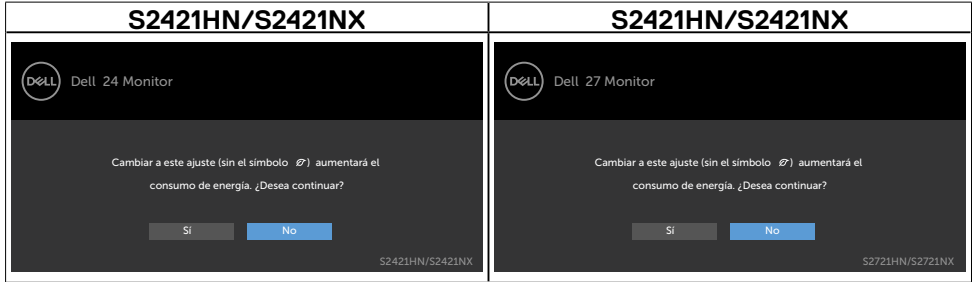 S2421HN/S2421NX
DELL Dell 24 Monitor
Cambiar a este ajuste (sin el símbolo ) aumentará el
consumo de energía. ¿Desea continuar?
Sí No
S2421HN/S2421NX
S2421HN/S2421NX
DELL Dell 27 Monitor
Cambiar a este ajuste (sin el símbolo ) aumentará el
consumo de energía. ¿Desea continuar?
Sí No
S2721HN/S2721NX